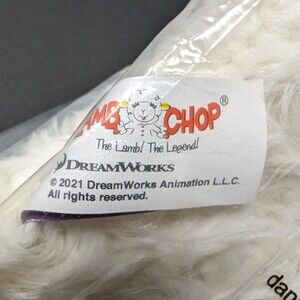 LAMB CHOP®
The Lamb! The Legend!
DREAMWORKS
© 2021 DreamWorks Animation L.L.C.
All rights reserved.